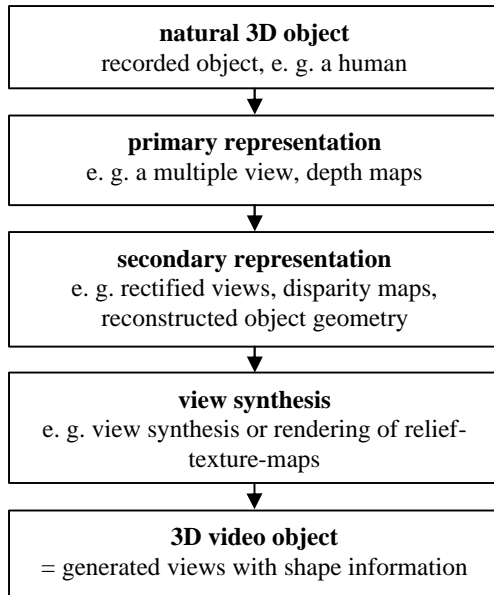 natural 3D object
recorded object, e. g. a human
primary representation
e. g. a multiple view, depth maps
secondary representation
e. g. rectified views, disparity maps,
reconstructed object geometry
view synthesis
e. g. view synthesis or rendering of relief-
texture-maps
3D video object
= generated views with shape information